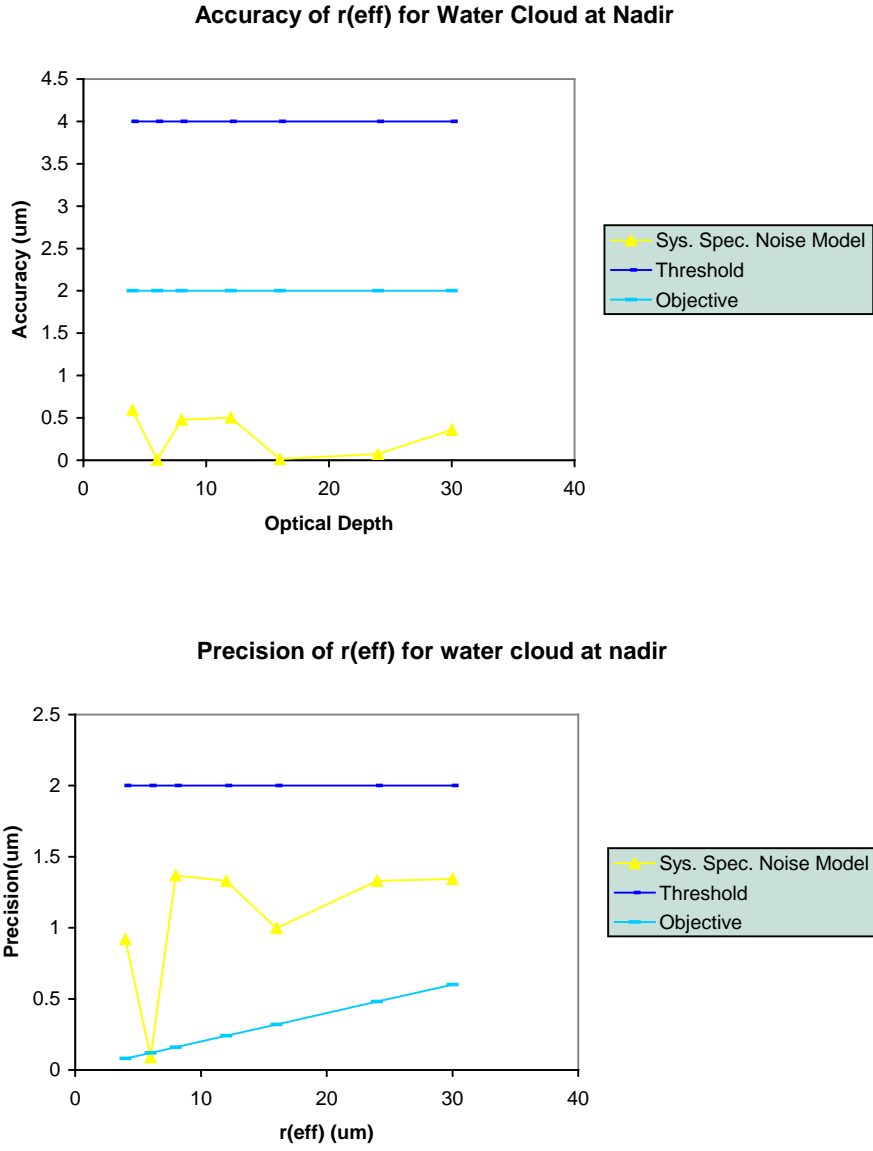 Accuracy of r(eff) for Water Cloud at Nadir
4.5
4
3.5
3
2.5
2
1.5
1
0.5
0
Accuracy (um)
0 10 20 30 40
Optical Depth
Sys. Spec. Noise Model
Threshold
Objective
Precision of r(eff) for water cloud at nadir
2.5
2
1.5
1
0.5
0
Precision(um)
0 10 20 30 40
r(eff) (um)
Sys. Spec. Noise Model
Threshold
Objective